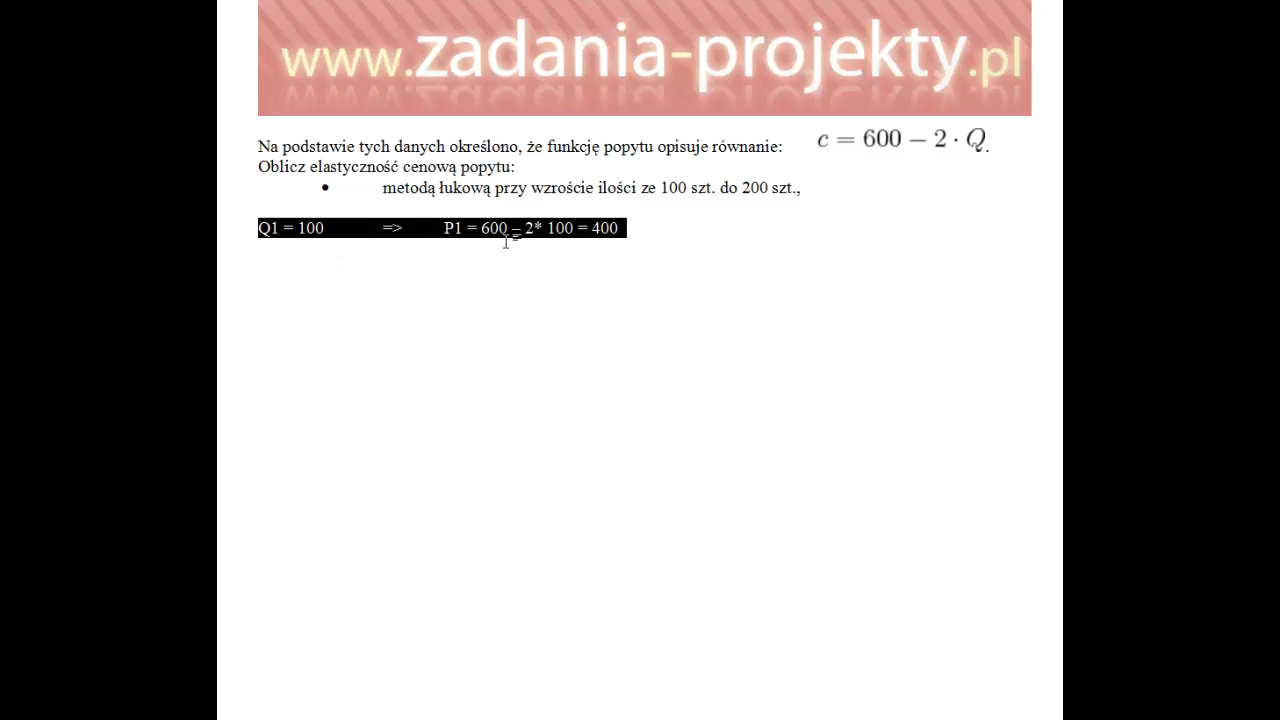 www.zadania-projekty.pl
Na podstawie tych danych określono, że funkcję popytu opisuje równanie: c = 600 − 2 · Q.
Oblicz elastyczność cenową popytu:
• metodą łukową przy wzroście ilości ze 100 szt. do 200 szt.,
Q1 = 100 => P1 = 600 – 2* 100 = 400